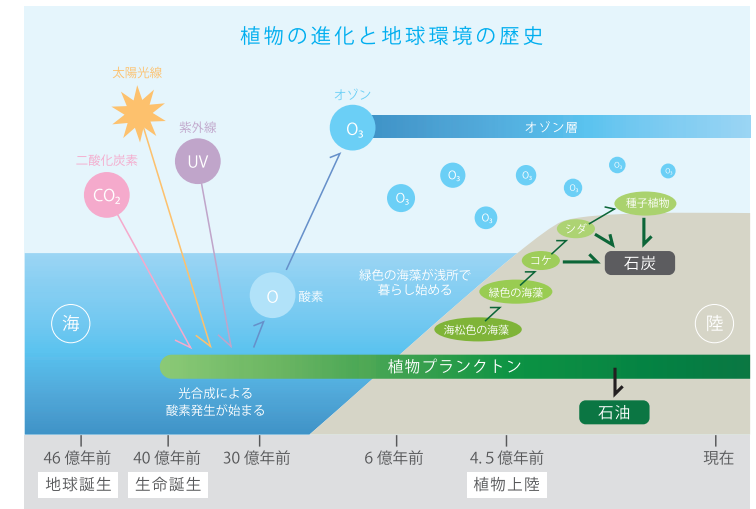 植物の進化と地球環境の歴史
太陽光線
オゾン
紫外線
O₃
オゾン層
二酸化炭素
UV
CO₂
O₃
O₃
O₃
O₃
O₃
O₃
O₃
種子植物
シダ
コケ
石炭
緑色の海藻が浅所で
暮らし始める
緑色の海藻
O
酸素
海
海松色の海藻
陸
植物プランクトン
光合成による
酸素発生が始まる
石油
46 億年前
40 億年前
30 億年前
6 億年前
4. 5 億年前
現在
地球誕生
生命誕生
植物上陸